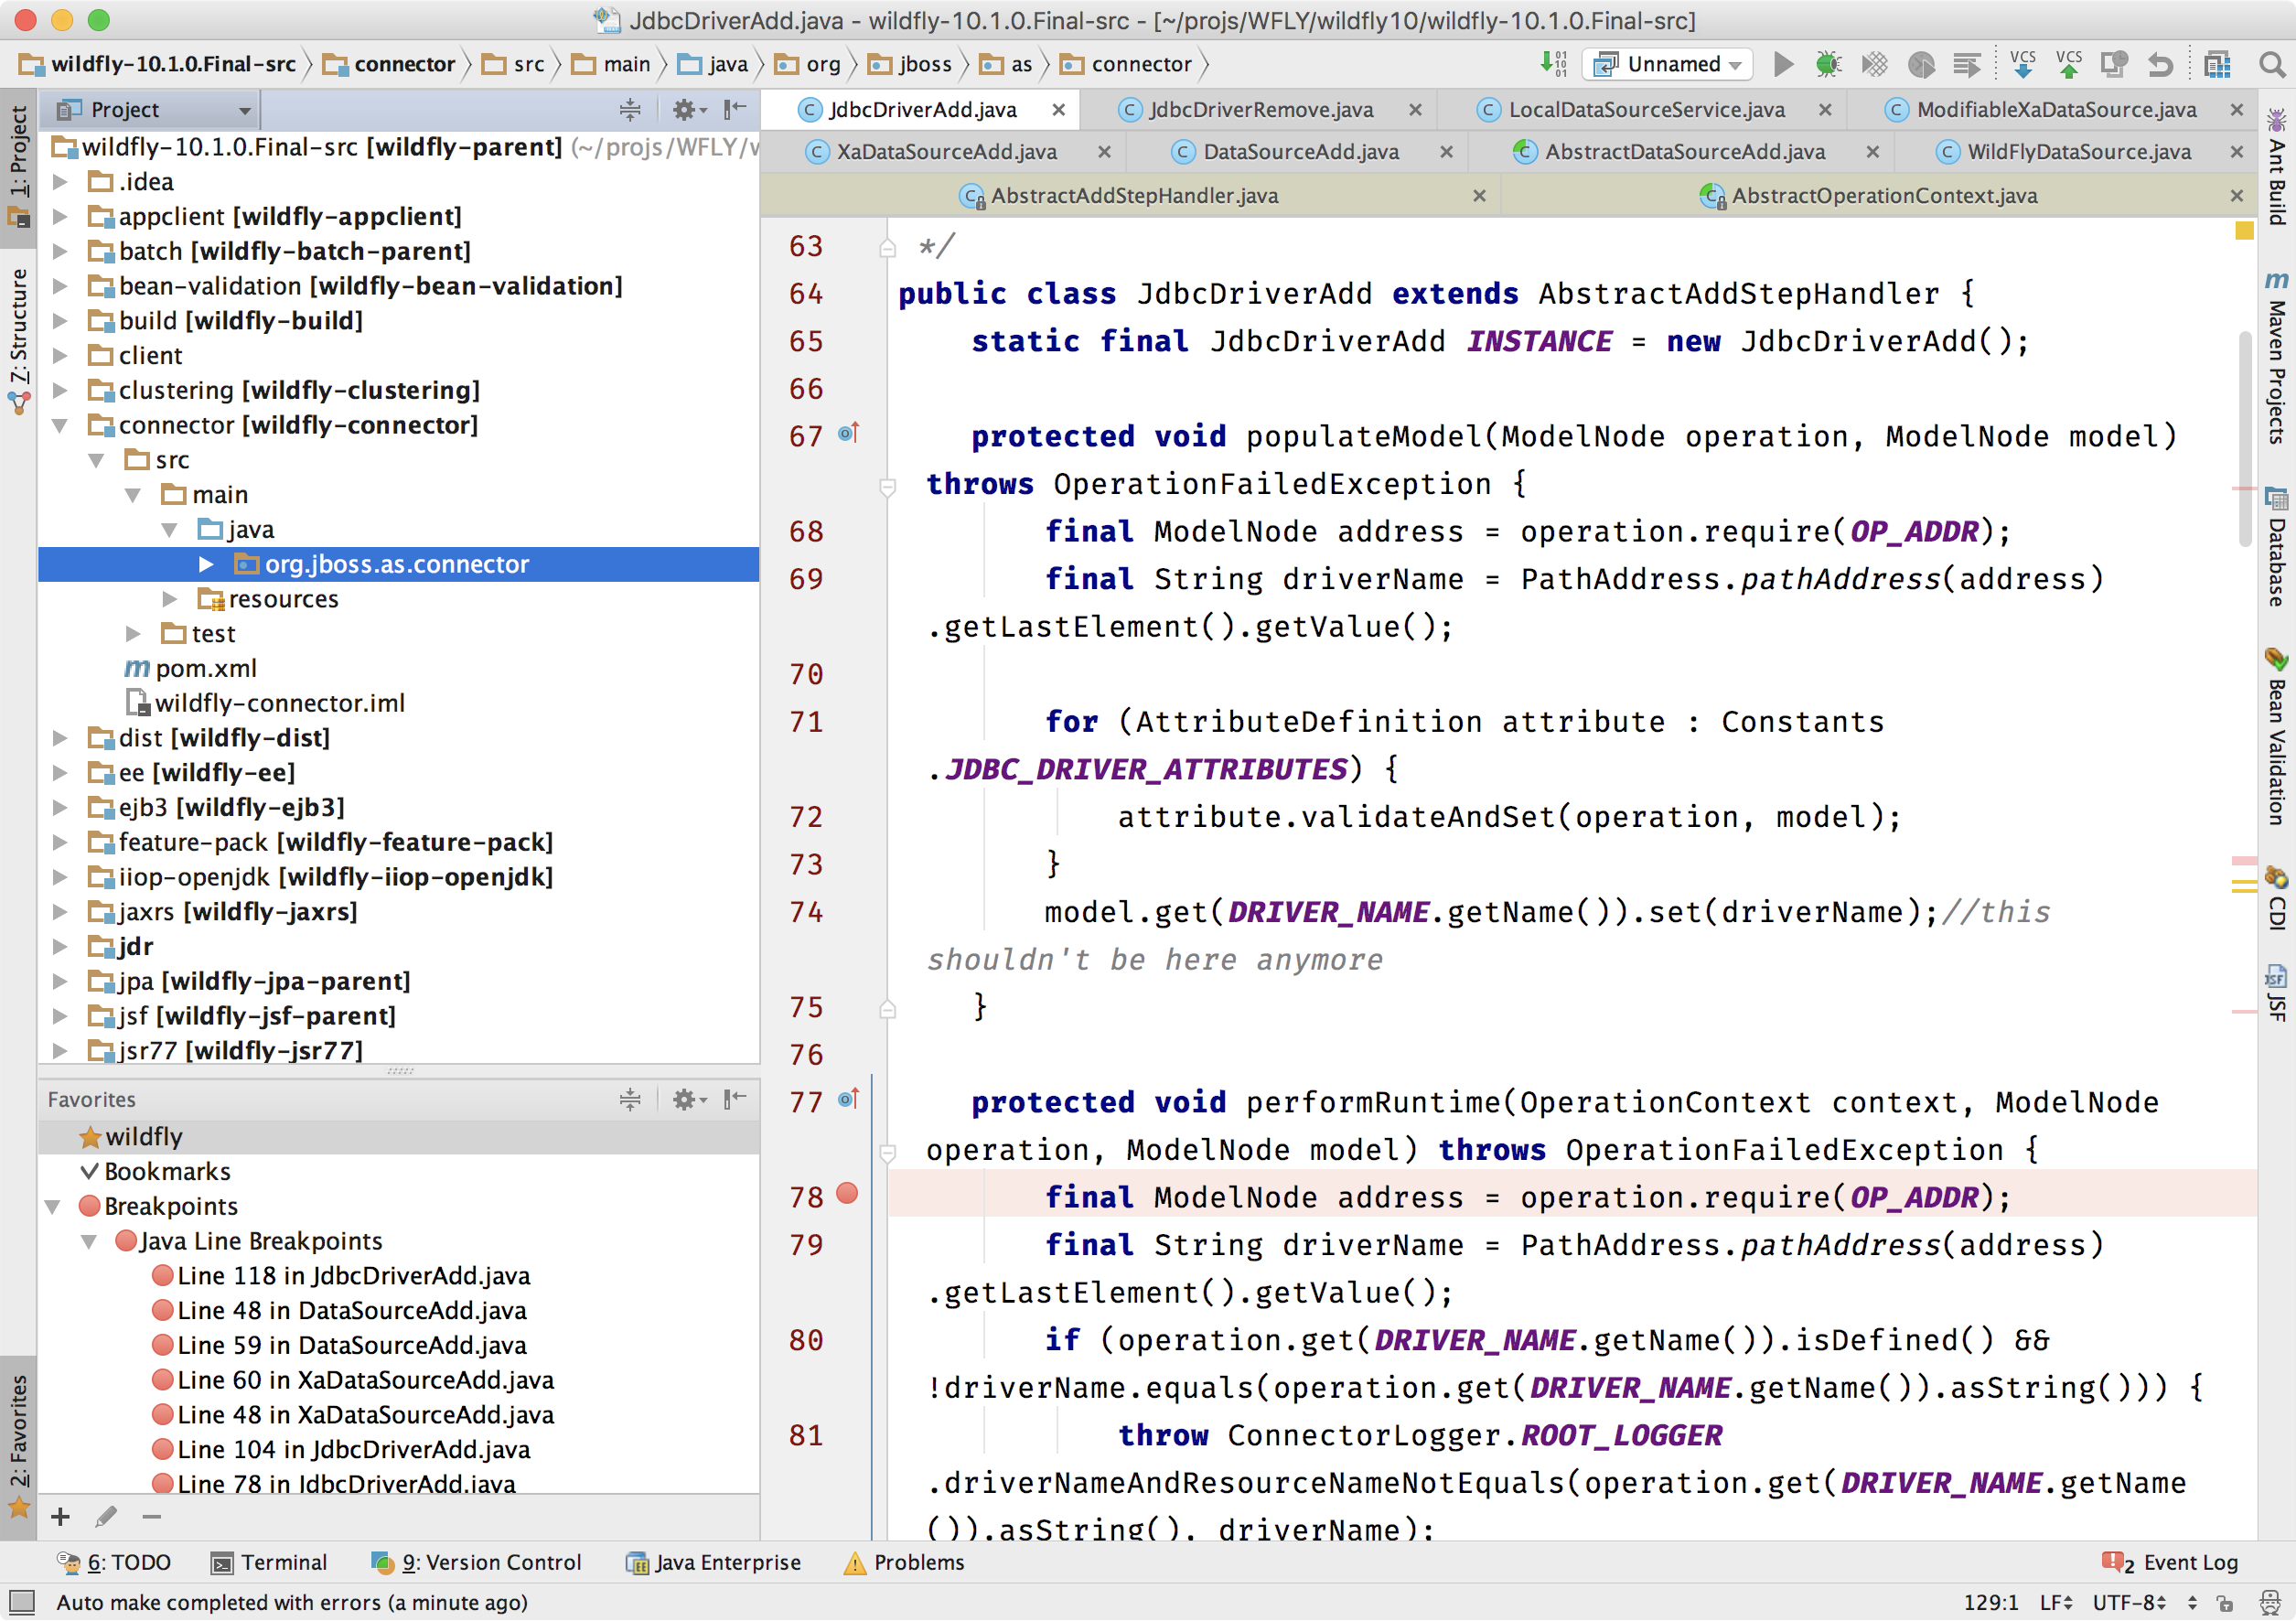 JdbcDriverAdd.java - wildfly-10.1.0.Final-src - [~/projs/WFLY/wildfly10/wildfly-10.1.0.Final-src]
wildfly-10.1.0.Final-src connector src main java org jboss as connector
Unnamed
VCS VCS
1: Project
7: Structure
2: Favorites
Project
wildfly-10.1.0.Final-src [wildfly-parent] (~/projs/WFLY/w
.idea
appclient [wildfly-appclient]
batch [wildfly-batch-parent]
bean-validation [wildfly-bean-validation]
build [wildfly-build]
client
clustering [wildfly-clustering]
connector [wildfly-connector]
src
main
java
org.jboss.as.connector
resources
test
pom.xml
wildfly-connector.iml
dist [wildfly-dist]
ee [wildfly-ee]
ejb3 [wildfly-ejb3]
feature-pack [wildfly-feature-pack]
iiop-openjdk [wildfly-iiop-openjdk]
jaxrs [wildfly-jaxrs]
jdr
jpa [wildfly-jpa-parent]
jsf [wildfly-jsf-parent]
jsr77 [wildfly-jsr77]
Favorites
wildfly
Bookmarks
Breakpoints
Java Line Breakpoints
Line 118 in JdbcDriverAdd.java
Line 48 in DataSourceAdd.java
Line 59 in DataSourceAdd.java
Line 60 in XaDataSourceAdd.java
Line 48 in XaDataSourceAdd.java
Line 104 in JdbcDriverAdd.java
Line 78 in JdbcDriverAdd.java
JdbcDriverAdd.java JdbcDriverRemove.java LocalDataSourceService.java ModifiableXaDataSource.java
XaDataSourceAdd.java DataSourceAdd.java AbstractDataSourceAdd.java WildFlyDataSource.java
AbstractAddStepHandler.java AbstractOperationContext.java
63 */
64 public class JdbcDriverAdd extends AbstractAddStepHandler {
65 static final JdbcDriverAdd INSTANCE = new JdbcDriverAdd();
66
67 protected void populateModel(ModelNode operation, ModelNode model)
throws OperationFailedException {
68 final ModelNode address = operation.require(OP_ADDR);
69 final String driverName = PathAddress.pathAddress(address)
.getLastElement().getValue();
70
71 for (AttributeDefinition attribute : Constants
.JDBC_DRIVER_ATTRIBUTES) {
72 attribute.validateAndSet(operation, model);
73 }
74 model.get(DRIVER_NAME.getName()).set(driverName);//this
shouldn't be here anymore
75 }
76
77 protected void performRuntime(OperationContext context, ModelNode
operation, ModelNode model) throws OperationFailedException {
78 final ModelNode address = operation.require(OP_ADDR);
79 final String driverName = PathAddress.pathAddress(address)
.getLastElement().getValue();
80 if (operation.get(DRIVER_NAME.getName()).isDefined() &&
!driverName.equals(operation.get(DRIVER_NAME.getName()).asString())) {
81 throw ConnectorLogger.ROOT_LOGGER
.driverNameAndResourceNameNotEquals(operation.get(DRIVER_NAME.getName
()).asString(), driverName);
Ant Build
Maven Projects
Database
Bean Validation
CDI
JSF
6: TODO Terminal 9: Version Control Java Enterprise Problems 2 Event Log
Auto make completed with errors (a minute ago) 129:1 LF UTF-8